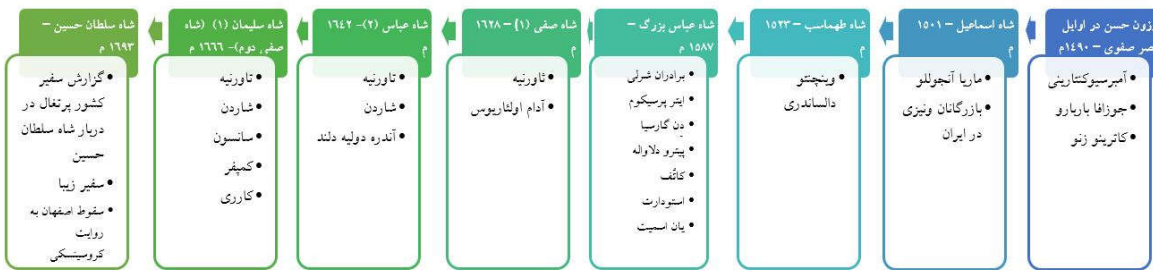 وزون حسن در اوایل
عصر صفوی – ۱۴۹۰م
• آمبرسیوکنتارینی
• جوزافا باربارو
• کاترینو زنو
شاه اسماعیل – ۱۵۰۱
م
• ماریا آنجوللو
• بازرگانان ونیزی
در ایران
شاه طهماسب – ۱۵۲۳
م
• وینچنتو
دالساندری
شاه عباس بزرگ –
۱۵۸۷ م
• برادران شرلی
• ایتر پرسیکوم
• دن گارسیا
• پیترو دلاواله
• کاتُف
• استودارت
• یان اسمیت
شاه صفی (۱) – ۱۶۲۸
م
• تاورنیه
• آدام اولئاریوس
شاه عباس (۲)- ۱۶۴۲
م
• تاورنیه
• شاردن
• آندره دولیه دلند
شاه سلیمان (۱) (شاه
صفی دوم)- ۱۶۶۶ م
• تاورنیه
• شاردن
• سانسون
• کمپفر
• کارری
شاه سلطان حسین –
۱۶۹۳ م
• گزارش سفیر
کشور پرتغال در
دربار شاه سلطان
حسین
• سفیر زیبا
• سقوط اصفهان به
روایت
کروسینسکی